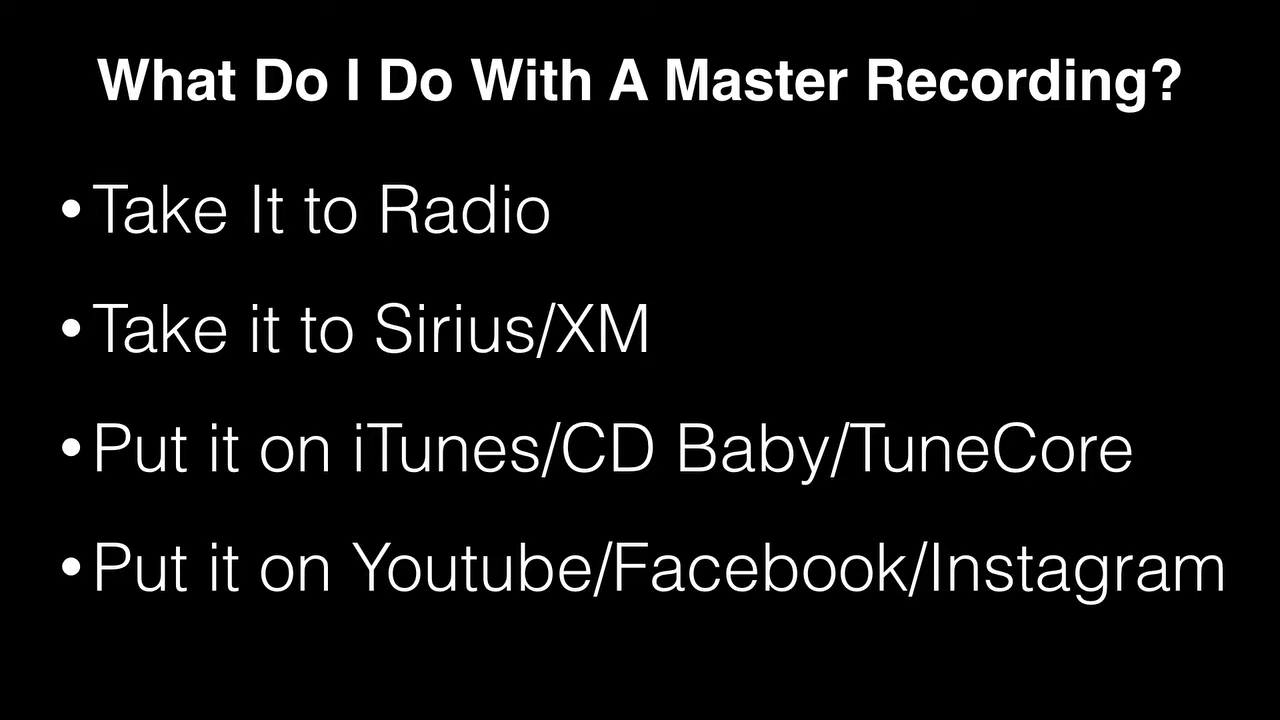 What Do I Do With A Master Recording?
• Take It to Radio
• Take it to Sirius/XM
• Put it on iTunes/CD Baby/TuneCore
• Put it on Youtube/Facebook/Instagram